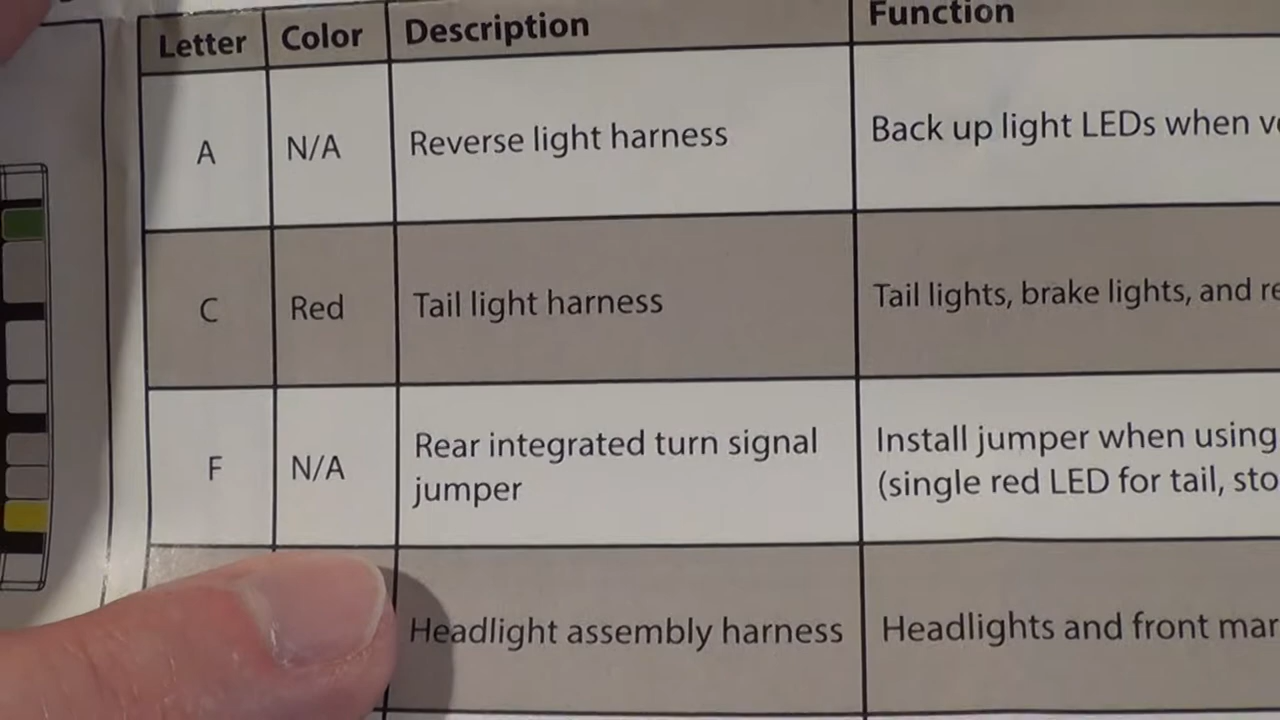 Letter Color Description Function
A N/A Reverse light harness Back up light LEDs when
C Red Tail light harness Tail lights, brake lights, and
F N/A Rear integrated turn signal Install jumper when using
jumper (single red LED for tail,
Headlight assembly harness Headlights and front